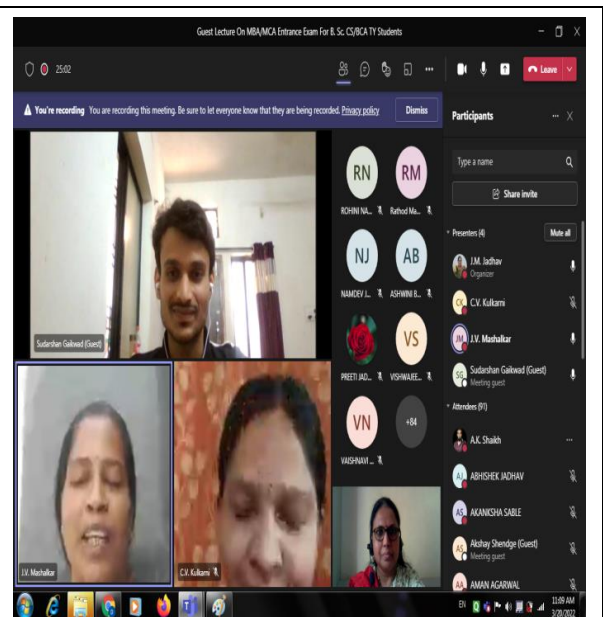 Guest Lecture On MBA/MCA Entrance Exam For B. Sc. CS/BCA TY Students
25:02
Leave
You're recording You are recording this meeting. Be sure to let everyone know that they are being recorded. Privacy policy
Dismiss
Participants
Type a name
Share invite
Presenters (4)
Mute all
J.M. Jadhav
Organizer
CK
C.V. Kulkarni
JM
J.V. Mashalkar
SG
Sudarshan Gaikwad (Guest)
Meeting guest
Attendees (91)
A.K. Shaikh
AJ
ABHISHEK JADHAV
AS
AKANKSHA SABLE
AS
Akshay Shendge (Guest)
Meeting guest
AA
AMAN AGARWAL
RN
RM
ROHINI NA...
Rathod Ma...
NJ
AB
NAMDEV J...
ASHWINI B...
VS
PREETI JAD...
VISHWAJEE...
VN
+84
VAISHNAVI ...
Sudarshan Gaikwad (Guest)
J.V. Mashalkar
C.V. Kulkarni
EN
11:09 AM
3/20/2022